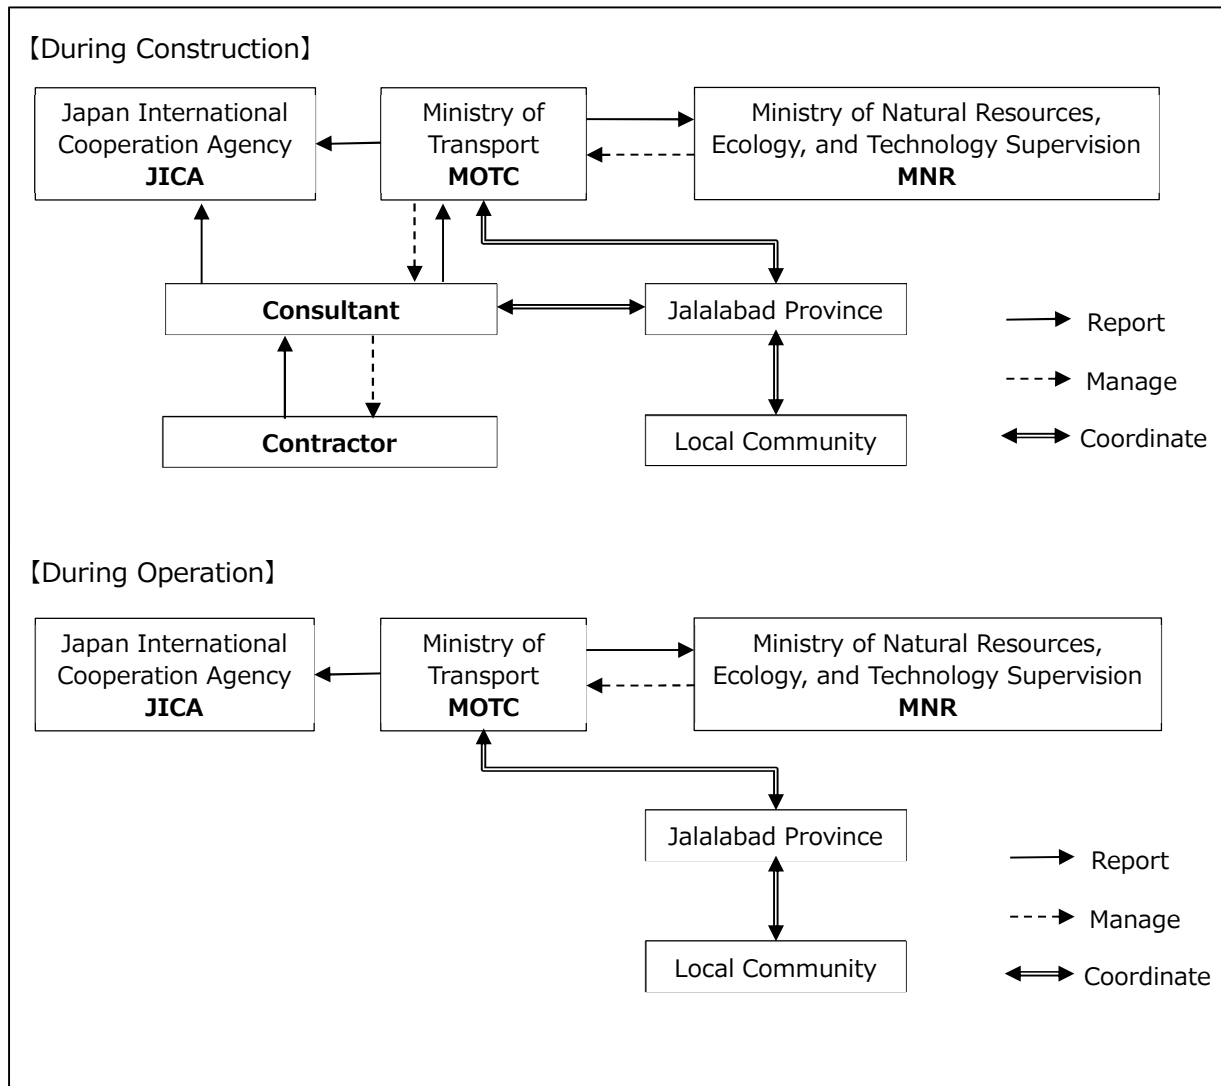 【During Construction】
Japan International
Cooperation Agency
JICA
Ministry of
Transport
MOTC
Ministry of Natural Resources,
Ecology, and Technology Supervision
MNR
Consultant
Jalalabad Province
Contractor
Local Community
Report
Manage
Coordinate
【During Operation】
Japan International
Cooperation Agency
JICA
Ministry of
Transport
MOTC
Ministry of Natural Resources,
Ecology, and Technology Supervision
MNR
Jalalabad Province
Local Community
Report
Manage
Coordinate